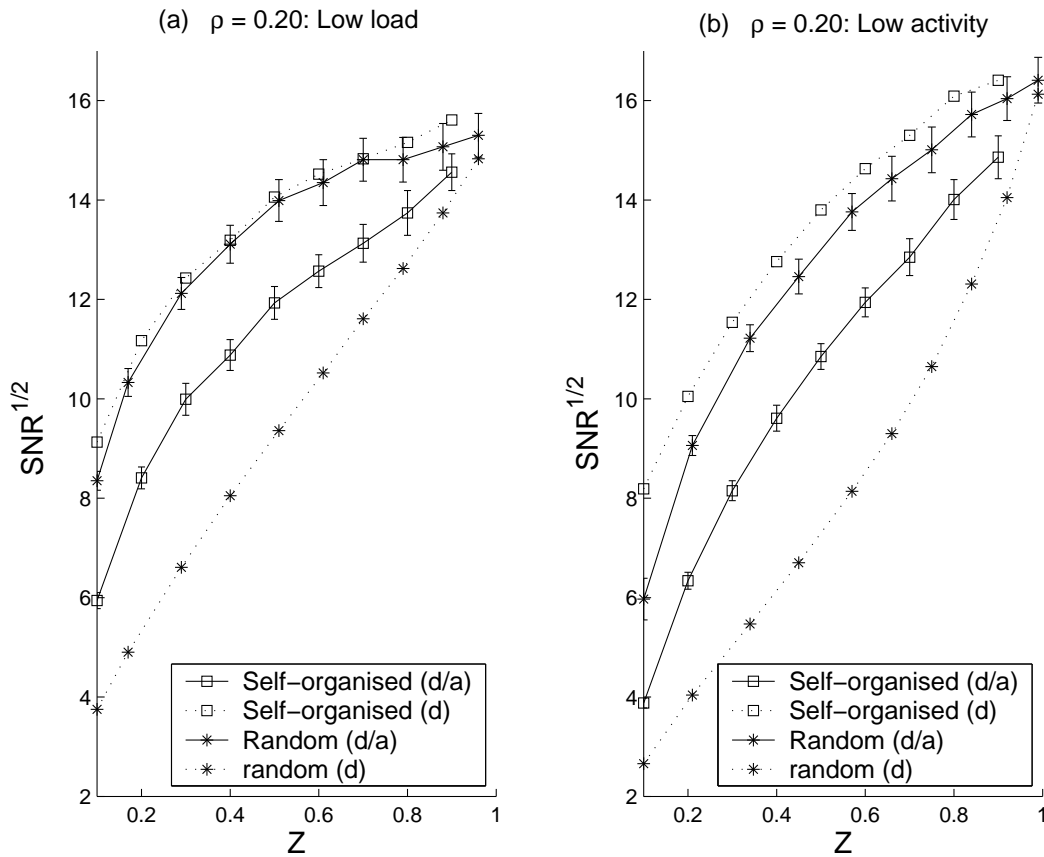 (a) ρ = 0.20: Low load
16
14
12
10
8
6
4
2
SNR^1/2
0.2 0.4 0.6 0.8 1
Z
Self−organised (d/a)
Self−organised (d)
Random (d/a)
random (d)
(b) ρ = 0.20: Low activity
16
14
12
10
8
6
4
2
SNR^1/2
0.2 0.4 0.6 0.8 1
Z
Self−organised (d/a)
Self−organised (d)
Random (d/a)
random (d)